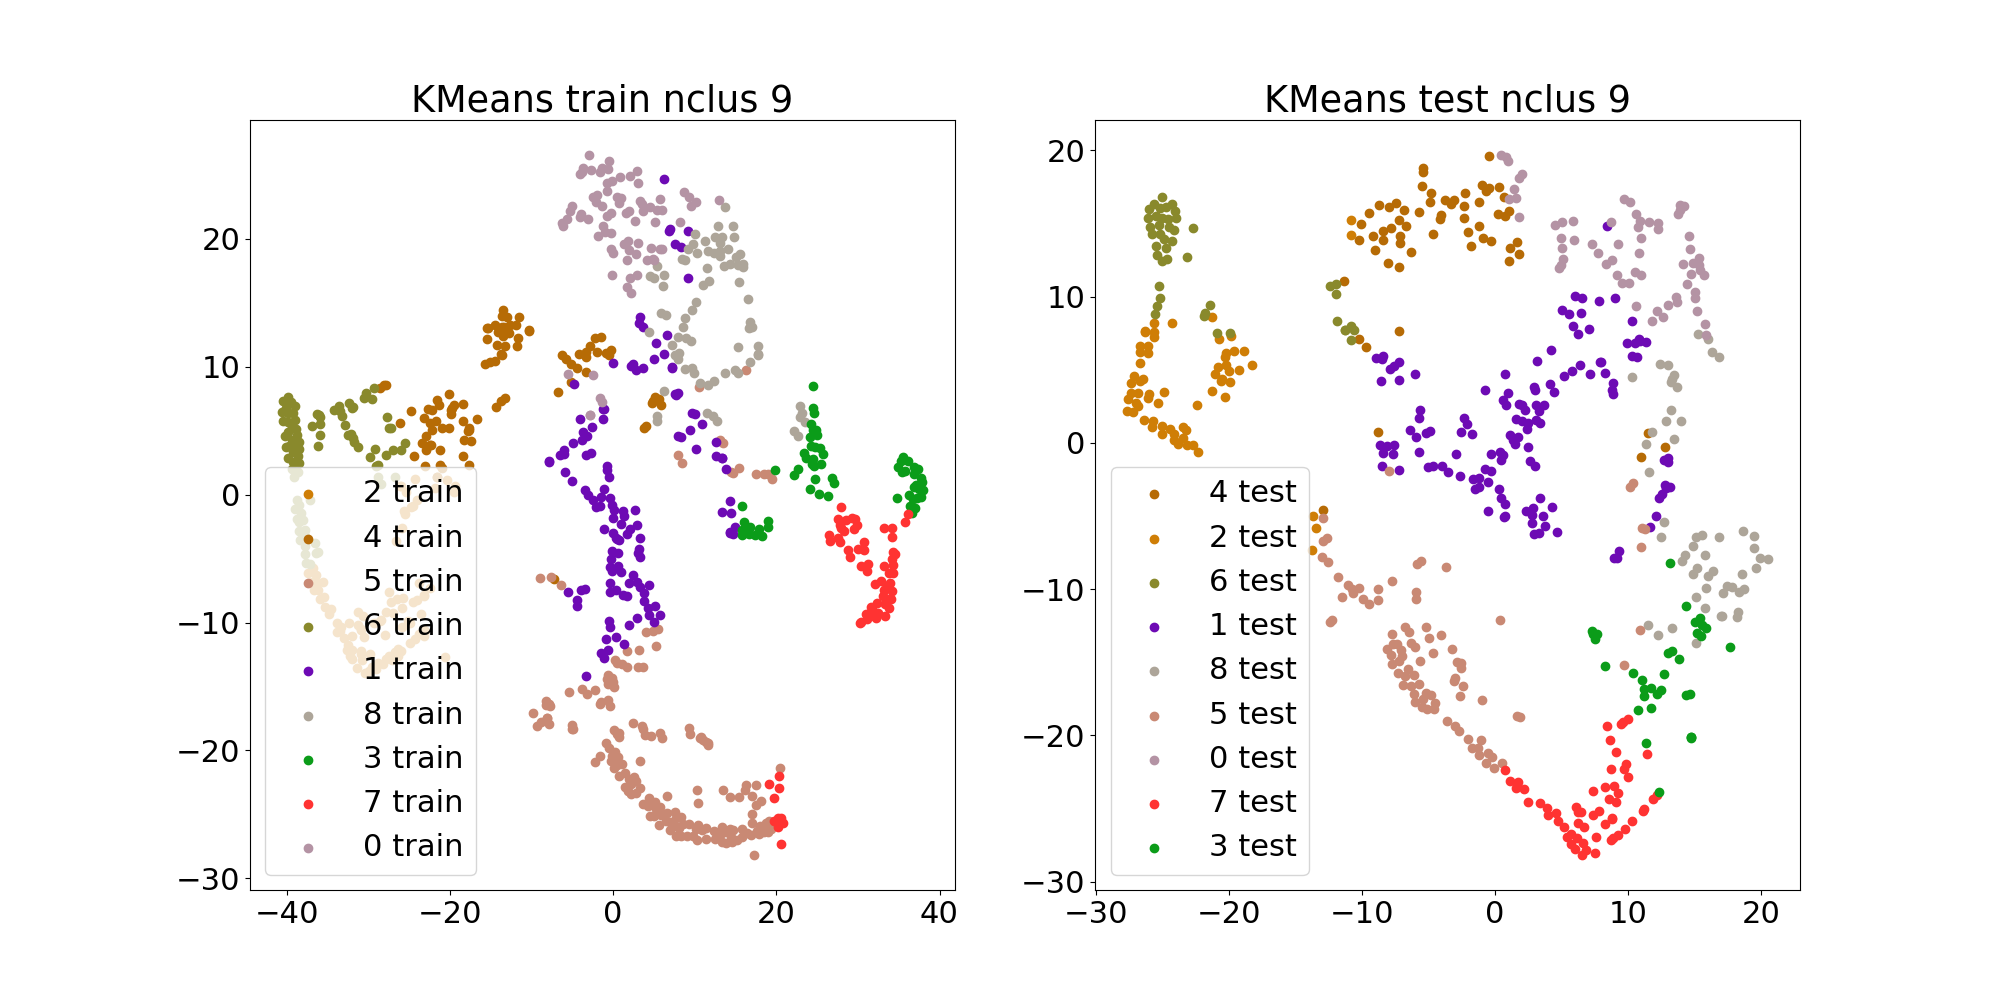 KMeans train nclus 9
20
10
0
−10
−20
−30
−40
−20
0
20
40
2 train
4 train
5 train
6 train
1 train
8 train
3 train
7 train
0 train
KMeans test nclus 9
20
10
0
−10
−20
−30
−30
−20
−10
0
10
20
4 test
2 test
6 test
1 test
8 test
5 test
0 test
7 test
3 test